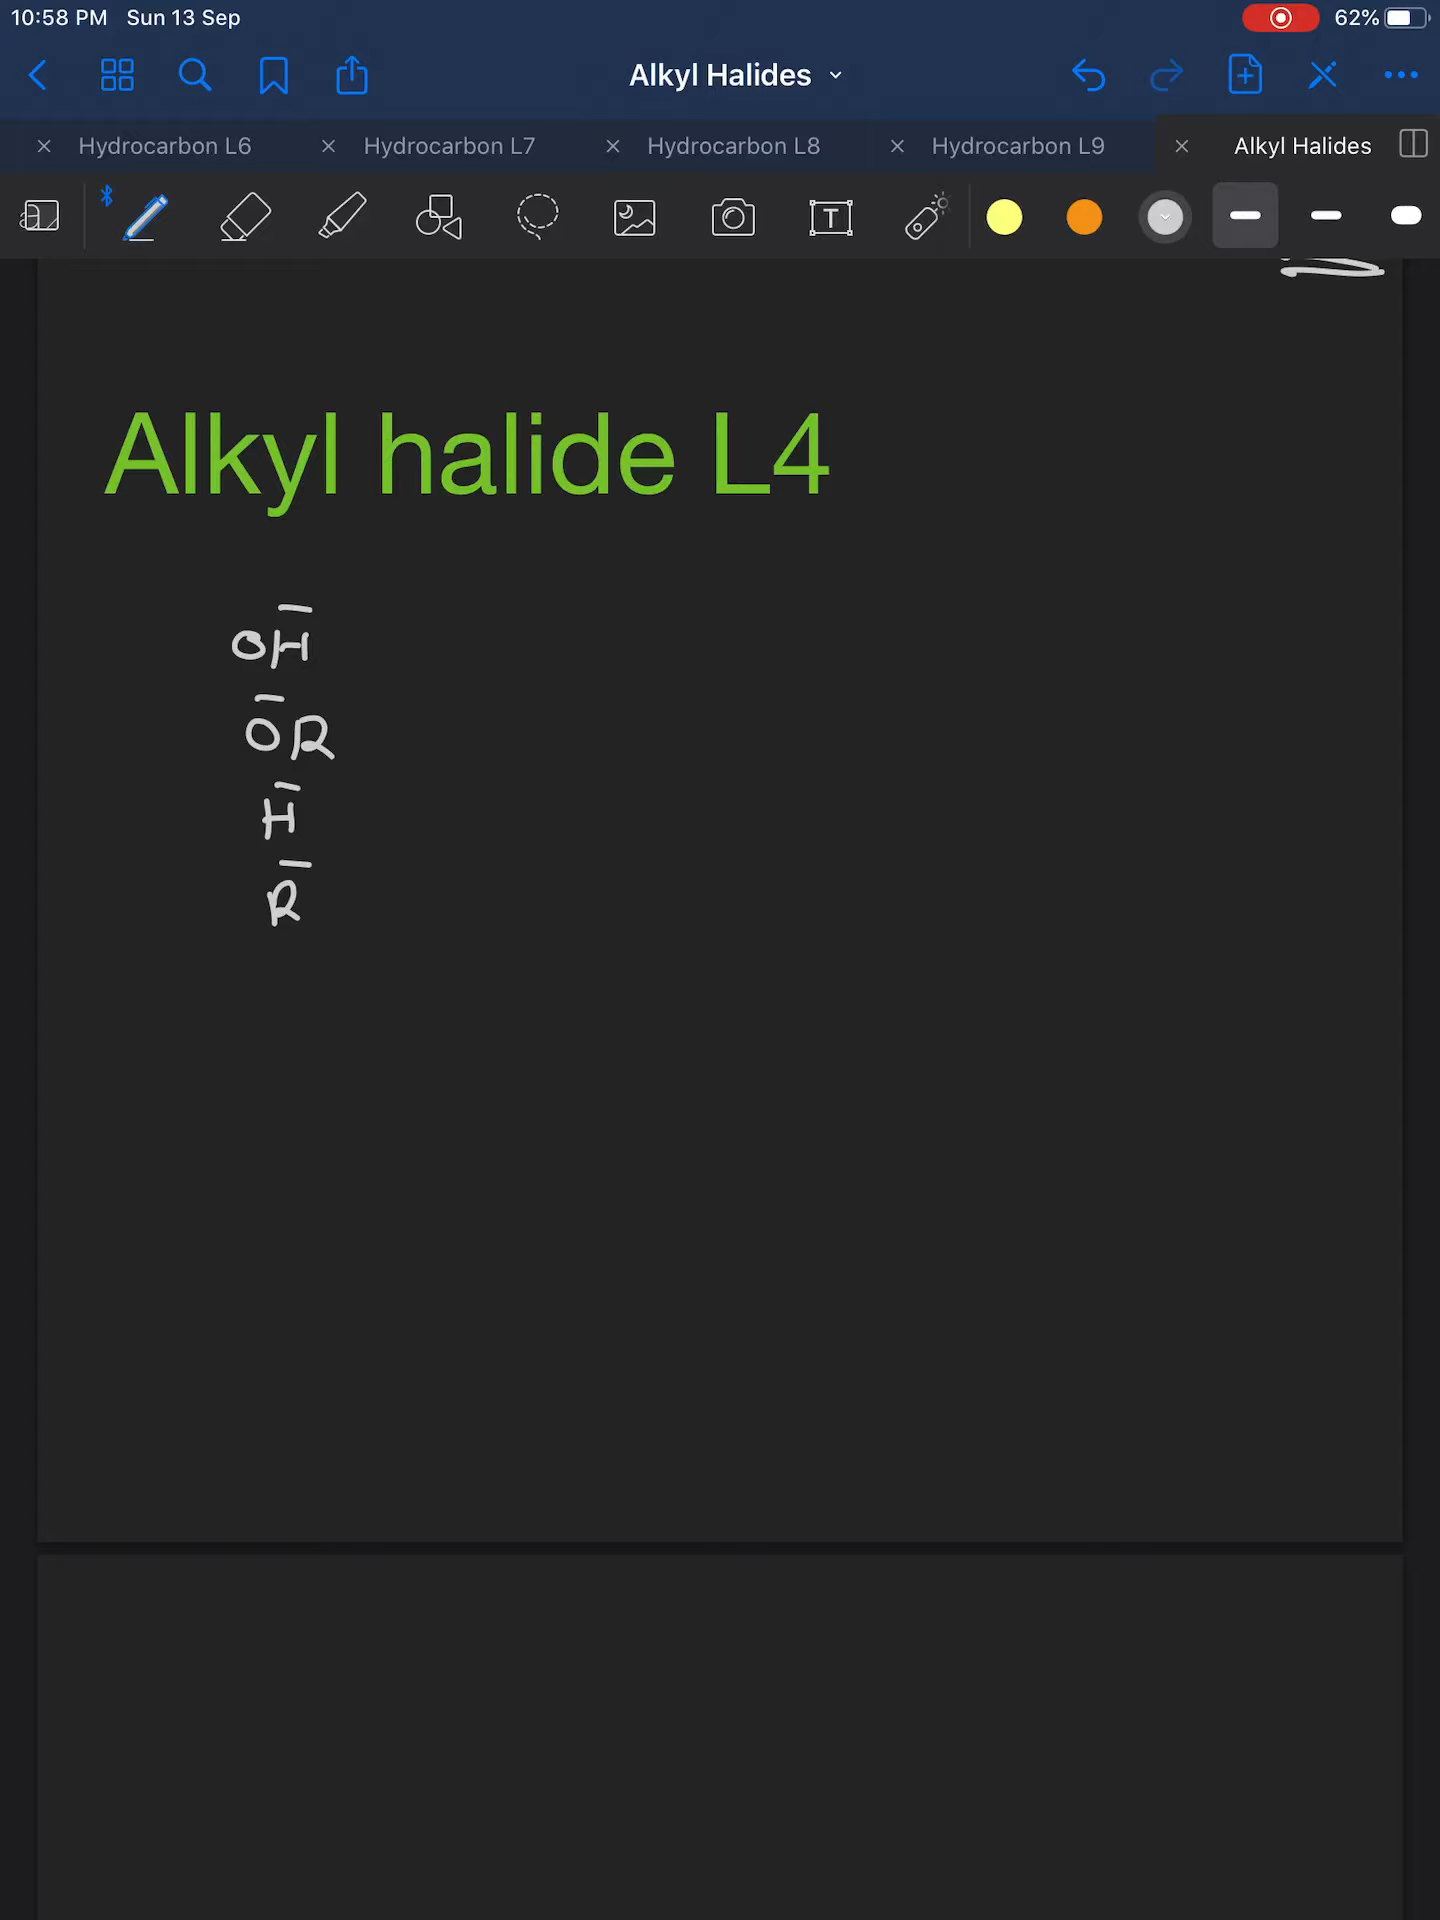 10:58 PM Sun 13 Sep 62%
Alkyl Halides
Hydrocarbon L6 Hydrocarbon L7 Hydrocarbon L8 Hydrocarbon L9 Alkyl Halides
Alkyl halide L4
OH⁻
O⁻R
H⁻
R⁻